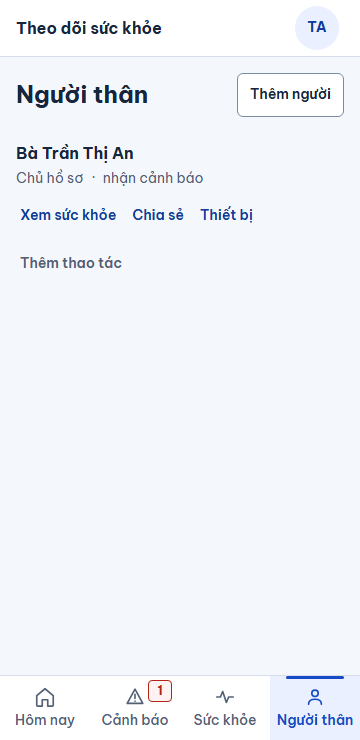 Theo dõi sức khỏe
TA
Người thân
Thêm người
Bà Trần Thị An
Chủ hồ sơ · nhận cảnh báo
Xem sức khỏe Chia sẻ Thiết bị
Thêm thao tác
1
Hôm nay Cảnh báo Sức khỏe Người thân